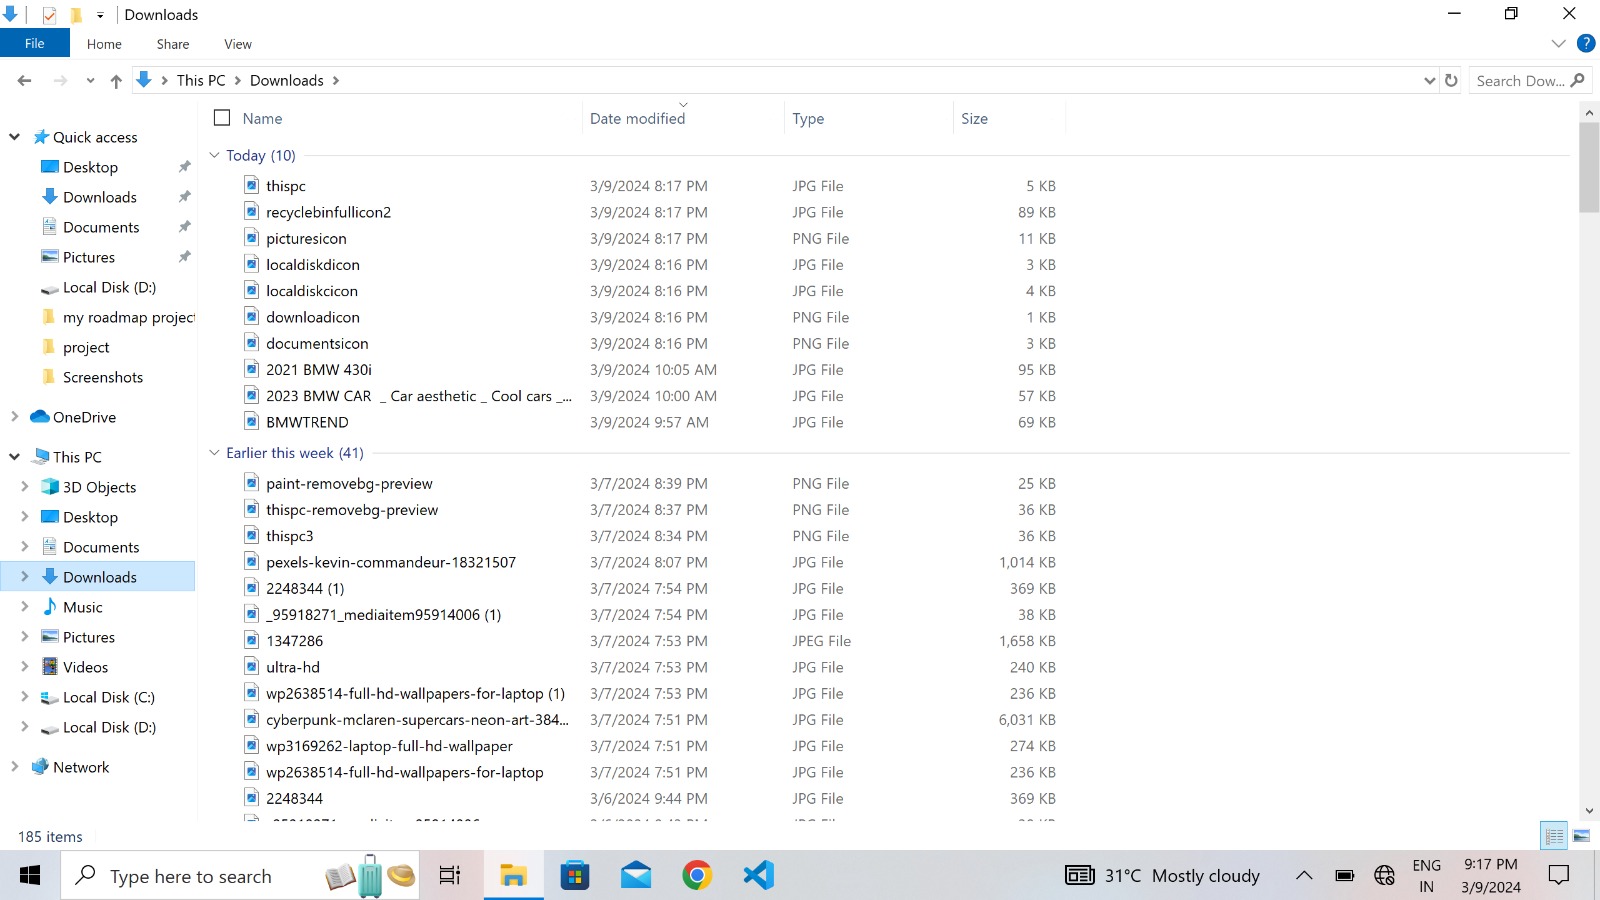 Downloads
File Home Share View
This PC Downloads Search Dow...
Name Date modified Type Size
Quick access
Desktop
Downloads
Documents
Pictures
Local Disk (D:)
my roadmap project
project
Screenshots
OneDrive
This PC
3D Objects
Desktop
Documents
Downloads
Music
Pictures
Videos
Local Disk (C:)
Local Disk (D:)
Network
Today (10)
thispc 3/9/2024 8:17 PM JPG File 5 KB
recyclebinfullicon2 3/9/2024 8:17 PM JPG File 89 KB
picturesicon 3/9/2024 8:17 PM PNG File 11 KB
localdiskdicon 3/9/2024 8:16 PM JPG File 3 KB
localdiskcicon 3/9/2024 8:16 PM JPG File 4 KB
downloadicon 3/9/2024 8:16 PM PNG File 1 KB
documentsicon 3/9/2024 8:16 PM PNG File 3 KB
2021 BMW 430i 3/9/2024 10:05 AM JPG File 95 KB
2023 BMW CAR _ Car aesthetic _ Cool cars _... 3/9/2024 10:00 AM JPG File 57 KB
BMWTREND 3/9/2024 9:57 AM JPG File 69 KB
Earlier this week (41)
paint-removebg-preview 3/7/2024 8:39 PM PNG File 25 KB
thispc-removebg-preview 3/7/2024 8:37 PM PNG File 36 KB
thispc3 3/7/2024 8:34 PM PNG File 36 KB
pexels-kevin-commandeur-18321507 3/7/2024 8:07 PM JPG File 1,014 KB
2248344 (1) 3/7/2024 7:54 PM JPG File 369 KB
_95918271_mediaitem95914006 (1) 3/7/2024 7:54 PM JPG File 38 KB
1347286 3/7/2024 7:53 PM JPEG File 1,658 KB
ultra-hd 3/7/2024 7:53 PM JPG File 240 KB
wp2638514-full-hd-wallpapers-for-laptop (1) 3/7/2024 7:53 PM JPG File 236 KB
cyberpunk-mclaren-supercars-neon-art-384... 3/7/2024 7:51 PM JPG File 6,031 KB
wp3169262-laptop-full-hd-wallpaper 3/7/2024 7:51 PM JPG File 274 KB
wp2638514-full-hd-wallpapers-for-laptop 3/7/2024 7:51 PM JPG File 236 KB
2248344 3/6/2024 9:44 PM JPG File 369 KB
185 items
Type here to search 31°C Mostly cloudy ENG IN 9:17 PM 3/9/2024